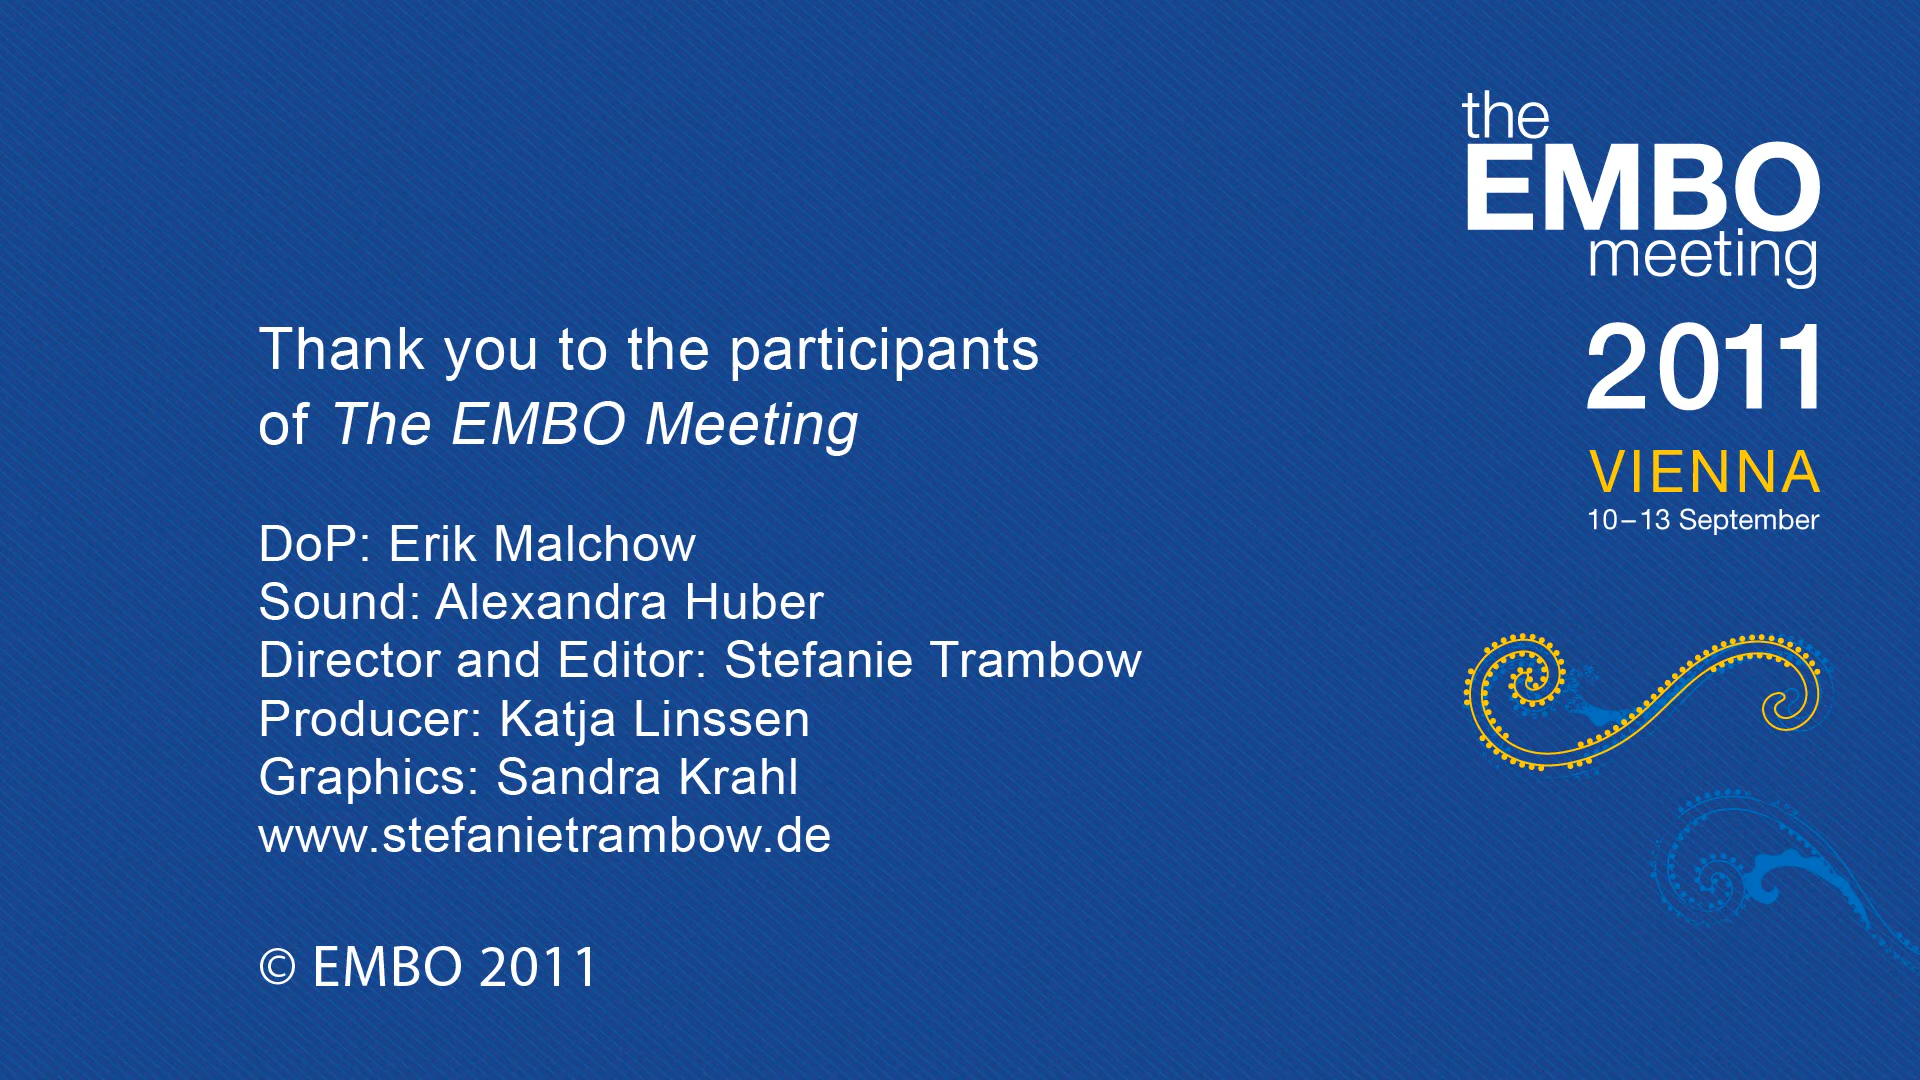 Thank you to the participants
of The EMBO Meeting
DoP: Erik Malchow
Sound: Alexandra Huber
Director and Editor: Stefanie Trambow
Producer: Katja Linssen
Graphics: Sandra Krahl
www.stefanietrambow.de
© EMBO 2011
the
EMBO
meeting
2011
VIENNA
10–13 September